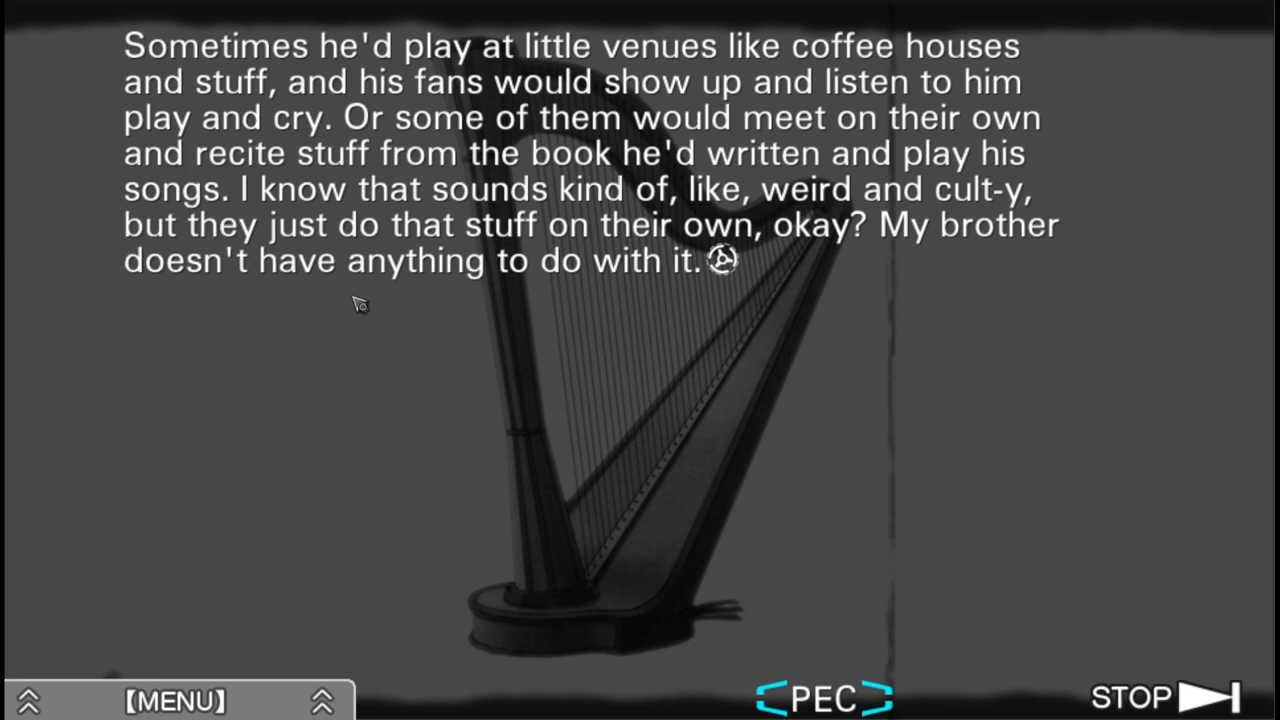 Sometimes he'd play at little venues like coffee houses
and stuff, and his fans would show up and listen to him
play and cry. Or some of them would meet on their own
and recite stuff from the book he'd written and play his
songs. I know that sounds kind of, like, weird and cult-y,
but they just do that stuff on their own, okay? My brother
doesn't have anything to do with it.
【MENU】
PEC
STOP